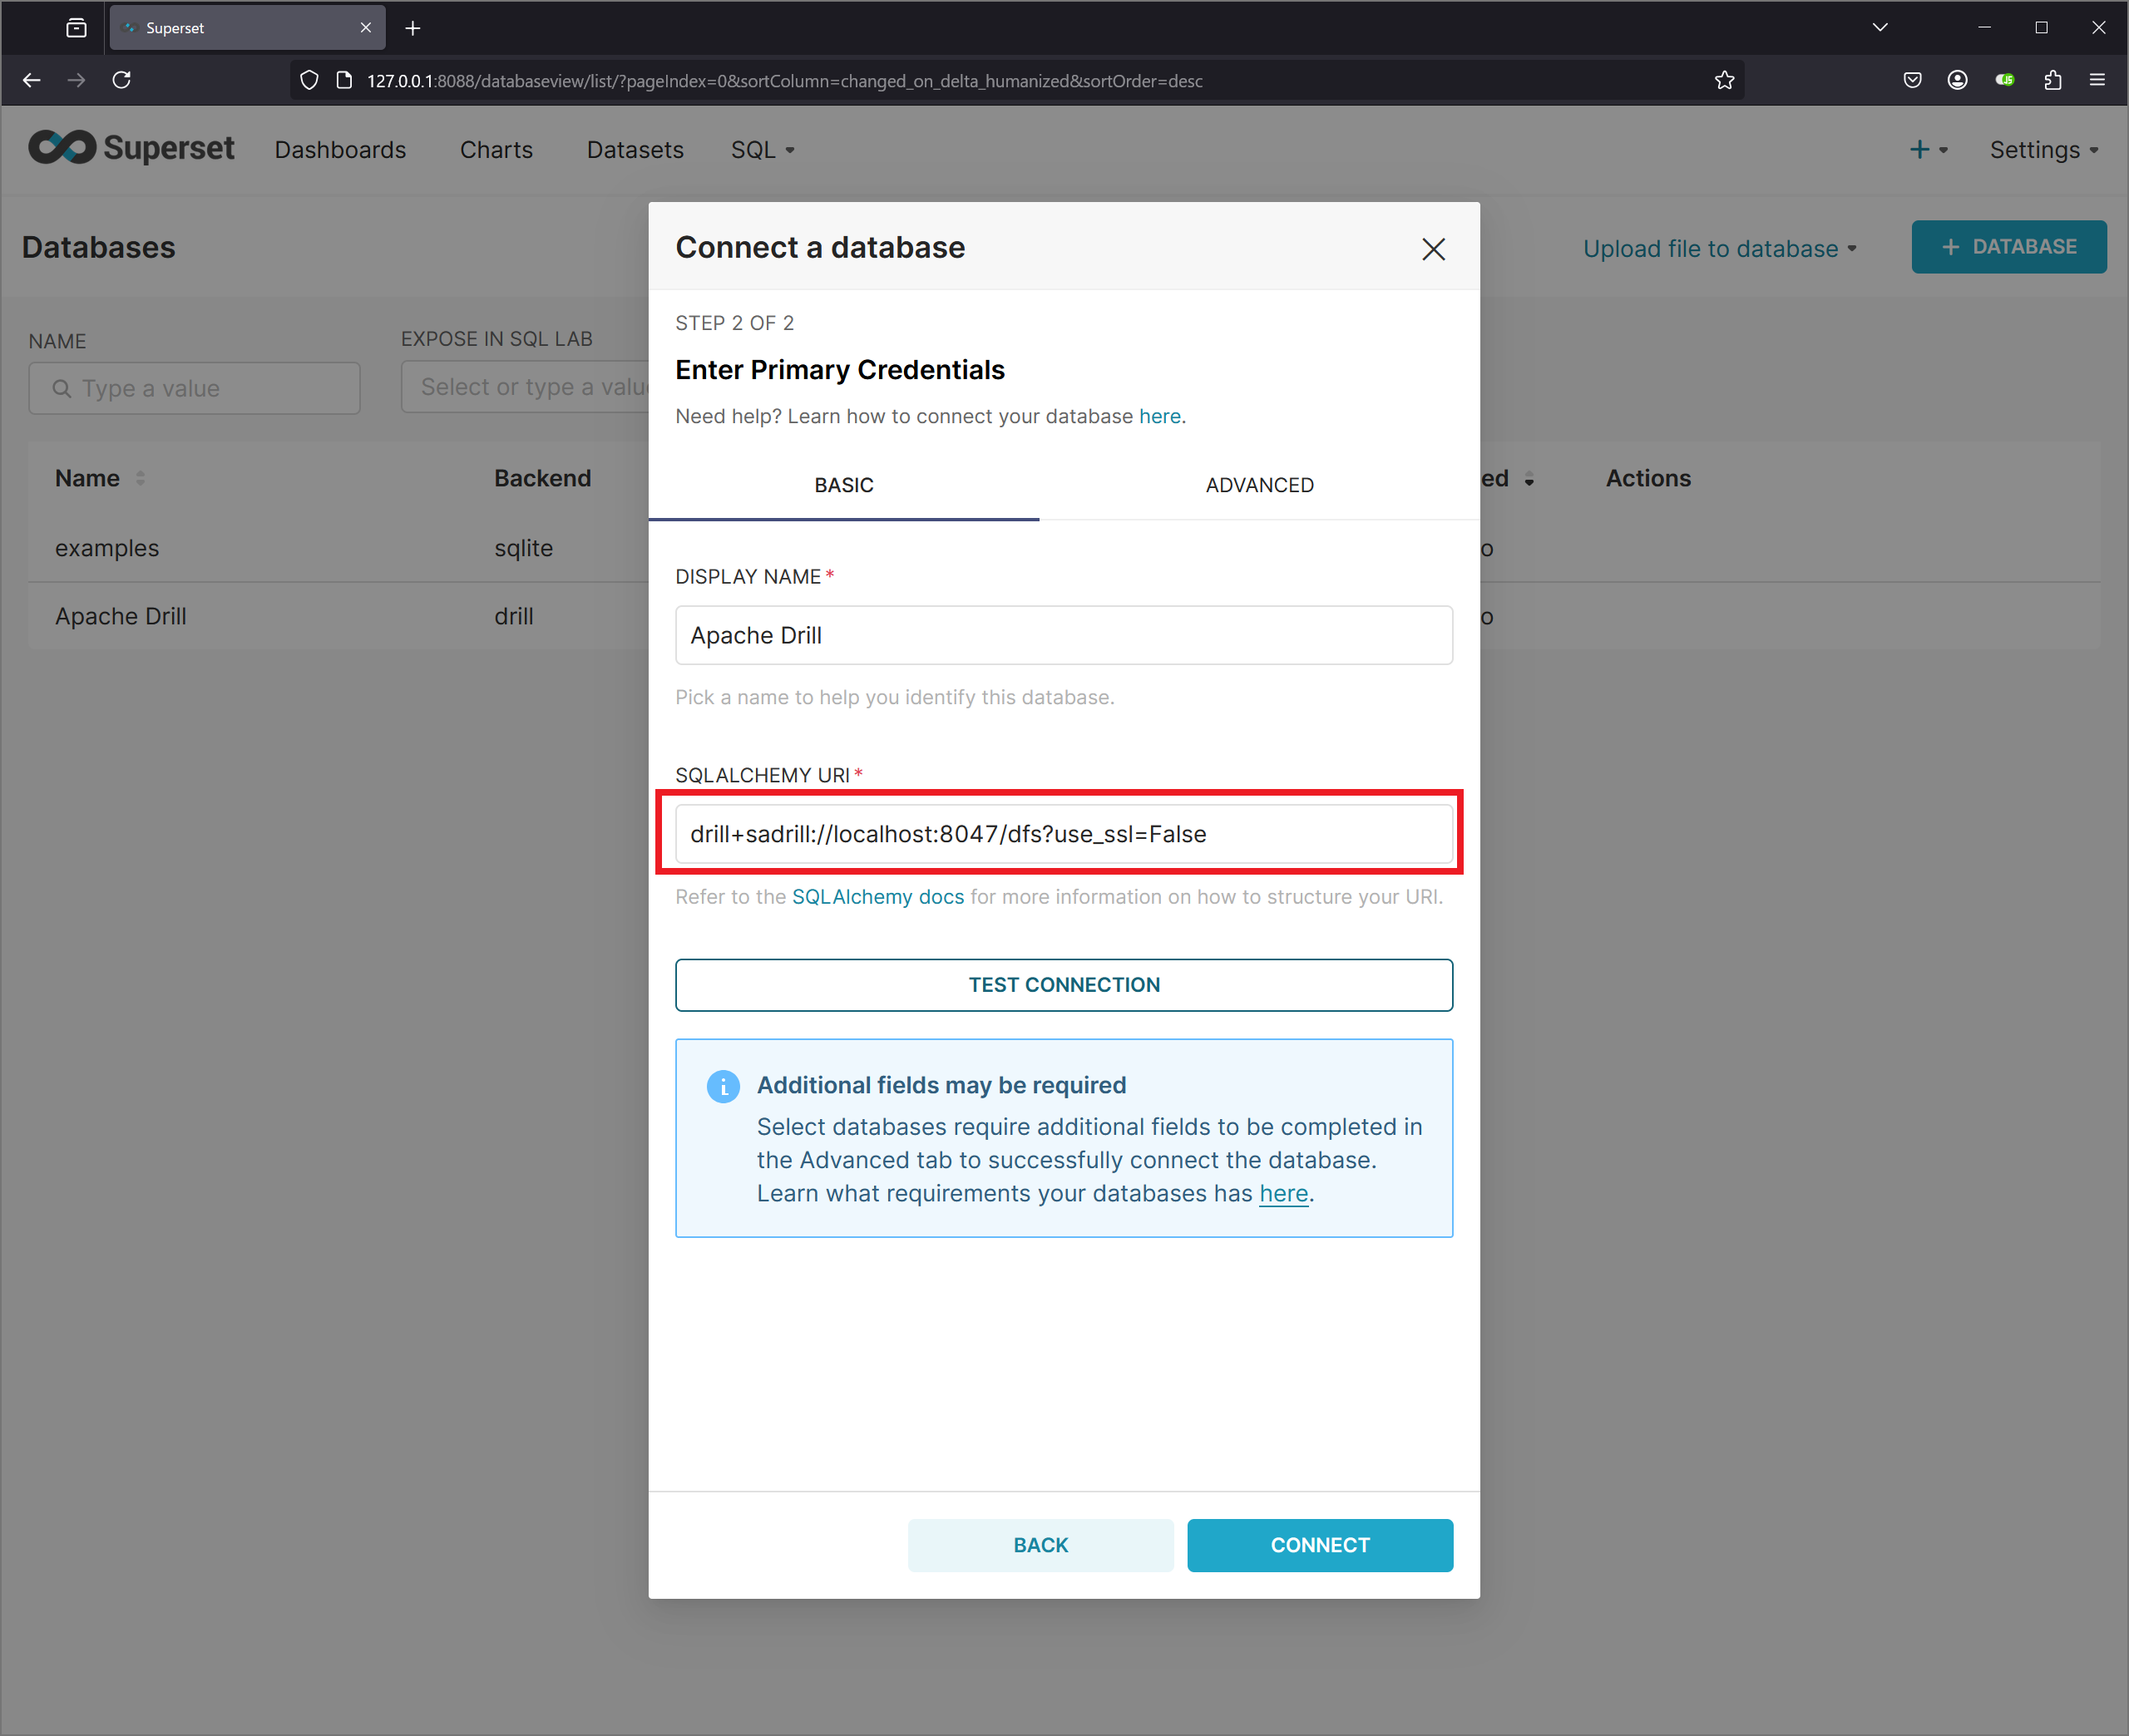 Superset
127.0.0.1:8088/databaseview/list/?pageIndex=0&sortColumn=changed_on_delta_humanized&sortOrder=desc
Superset Dashboards Charts Datasets SQL Settings
Databases
Upload file to database
+ DATABASE
NAME
Type a value
EXPOSE IN SQL LAB
Select or type a valu
Name Backend ed Actions
examples sqlite o
Apache Drill drill o
Connect a database
STEP 2 OF 2
Enter Primary Credentials
Need help? Learn how to connect your database here.
BASIC ADVANCED
DISPLAY NAME *
Apache Drill
Pick a name to help you identify this database.
SQLALCHEMY URI *
drill+sadrill://localhost:8047/dfs?use_ssl=False
Refer to the SQLAlchemy docs for more information on how to structure your URI.
TEST CONNECTION
Additional fields may be required
Select databases require additional fields to be completed in
the Advanced tab to successfully connect the database.
Learn what requirements your databases has here.
BACK CONNECT